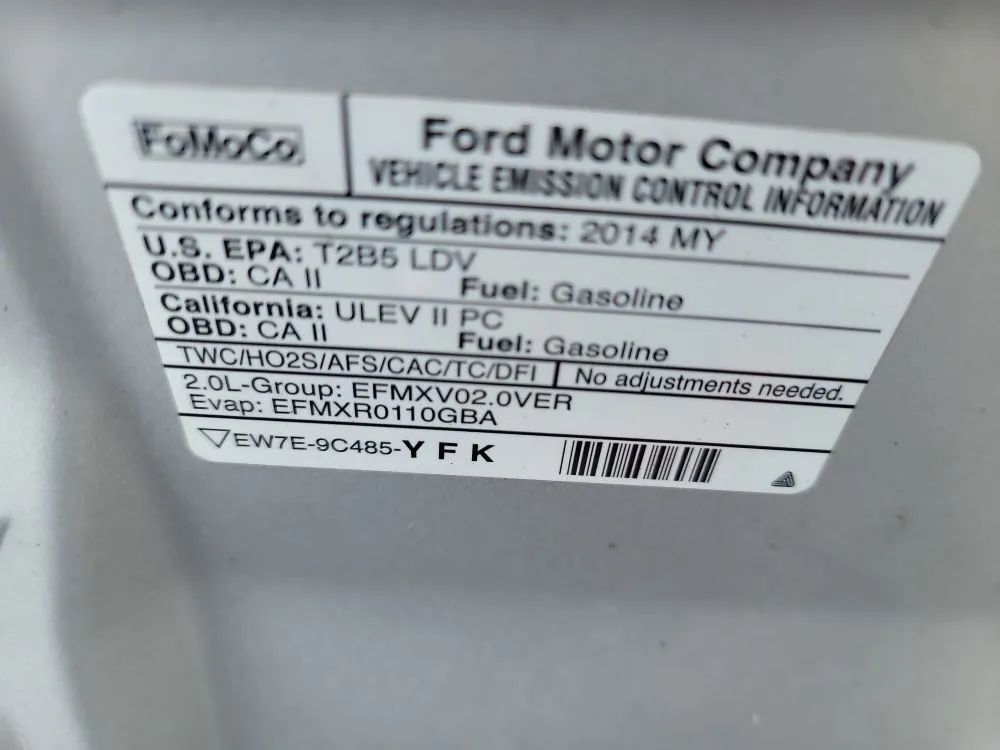 FoMoCo
Ford Motor Company
VEHICLE EMISSION CONTROL INFORMATION
Conforms to regulations: 2014 MY
U.S. EPA: T2B5 LDV
OBD: CA II Fuel: Gasoline
California: ULEV II PC
OBD: CA II Fuel: Gasoline
TWC/HO2S/AFS/CAC/TC/DFI No adjustments needed.
2.0L-Group: EFMXV02.0VER
Evap: EFMXR0110GBA
EW7E-9C485-Y F K